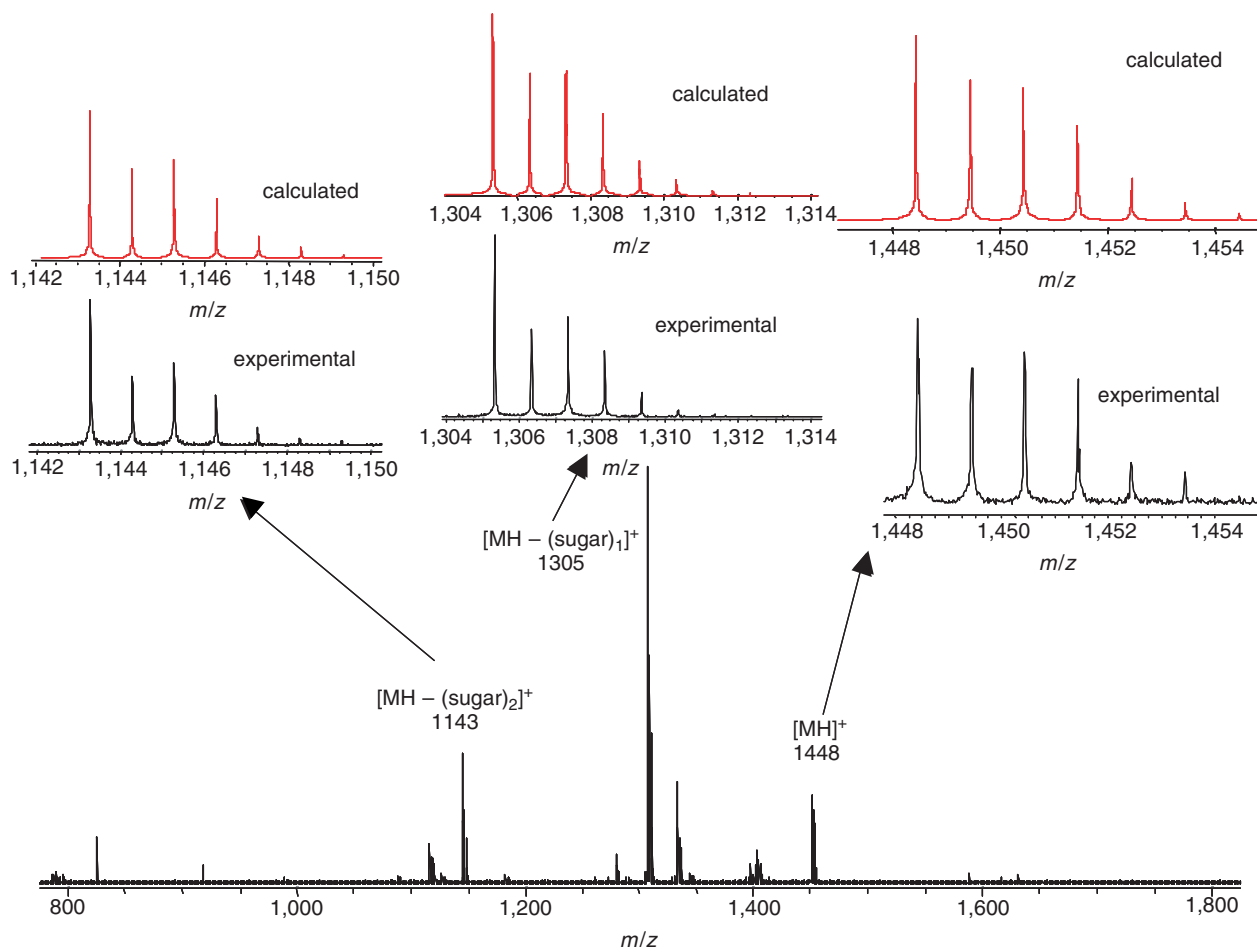 calculated
1,142 1,144 1,146 1,148 1,150
m/z
experimental
1,142 1,144 1,146 1,148 1,150
m/z
calculated
1,304 1,306 1,308 1,310 1,312 1,314
m/z
experimental
1,304 1,306 1,308 1,310 1,312 1,314
m/z
calculated
1,448 1,450 1,452 1,454
m/z
experimental
1,448 1,450 1,452 1,454
m/z
[MH – (sugar)₂]⁺
1143
[MH – (sugar)₁]⁺
1305
[MH]⁺
1448
800 1,000 1,200 1,400 1,600 1,800
m/z